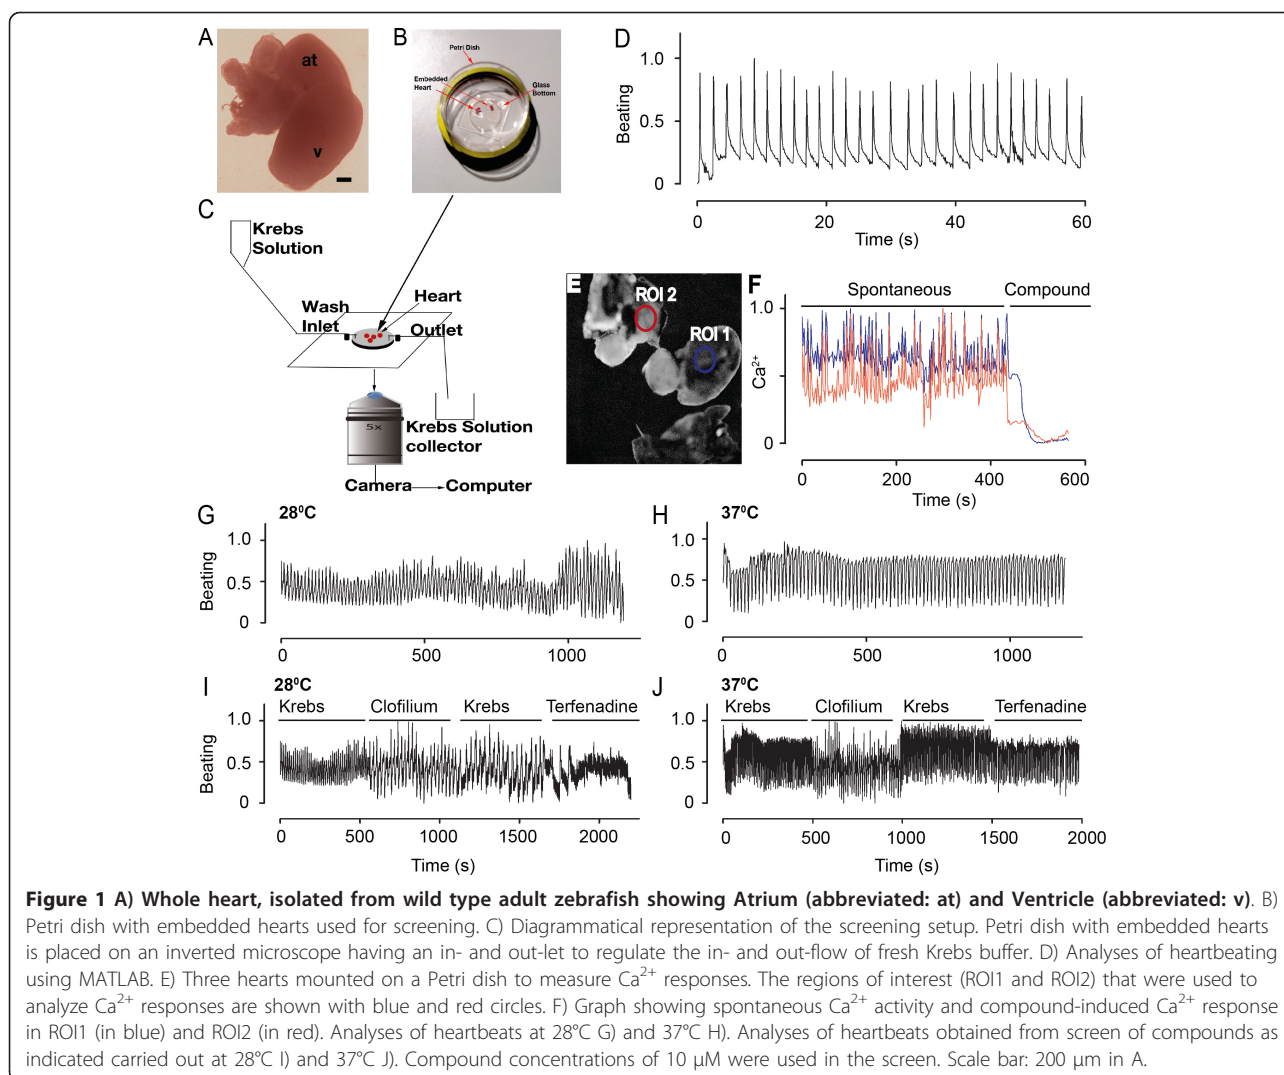 A
at
v
B
Petri Dish
Embedded
Heart
Glass
Bottom
C
Krebs
Solution
Wash
Inlet
Heart
Outlet
5x
Krebs Solution
collector
Camera
Computer
D
Beating
1.0
0.5
0
0 20 40 60
Time (s)
E
ROI 2
ROI 1
F
Spontaneous Compound
Ca²⁺
1.0
0
0 200 400 600
Time (s)
G
28⁰C
Beating
1.0
0.5
0
0 500 1000
H
37⁰C
1.0
0.5
0
0 500 1000
I
28⁰C
Krebs Clofilium Krebs Terfenadine
Beating
1.0
0.5
0
0 500 1000 1500 2000
Time (s)
J
37⁰C
Krebs Clofilium Krebs Terfenadine
1.0
0.5
0
0 500 1000 1500 2000
Time (s)
Figure 1 A) Whole heart, isolated from wild type adult zebrafish showing Atrium (abbreviated: at) and Ventricle (abbreviated: v). B)
Petri dish with embedded hearts used for screening. C) Diagrammatical representation of the screening setup. Petri dish with embedded hearts
is placed on an inverted microscope having an in- and out-let to regulate the in- and out-flow of fresh Krebs buffer. D) Analyses of heartbeating
using MATLAB. E) Three hearts mounted on a Petri dish to measure Ca²⁺ responses. The regions of interest (ROI1 and ROI2) that were used to
analyze Ca²⁺ responses are shown with blue and red circles. F) Graph showing spontaneous Ca²⁺ activity and compound-induced Ca²⁺ response
in ROI1 (in blue) and ROI2 (in red). Analyses of heartbeats at 28°C G) and 37°C H). Analyses of heartbeats obtained from screen of compounds as
indicated carried out at 28°C I) and 37°C J). Compound concentrations of 10 μM were used in the screen. Scale bar: 200 μm in A.